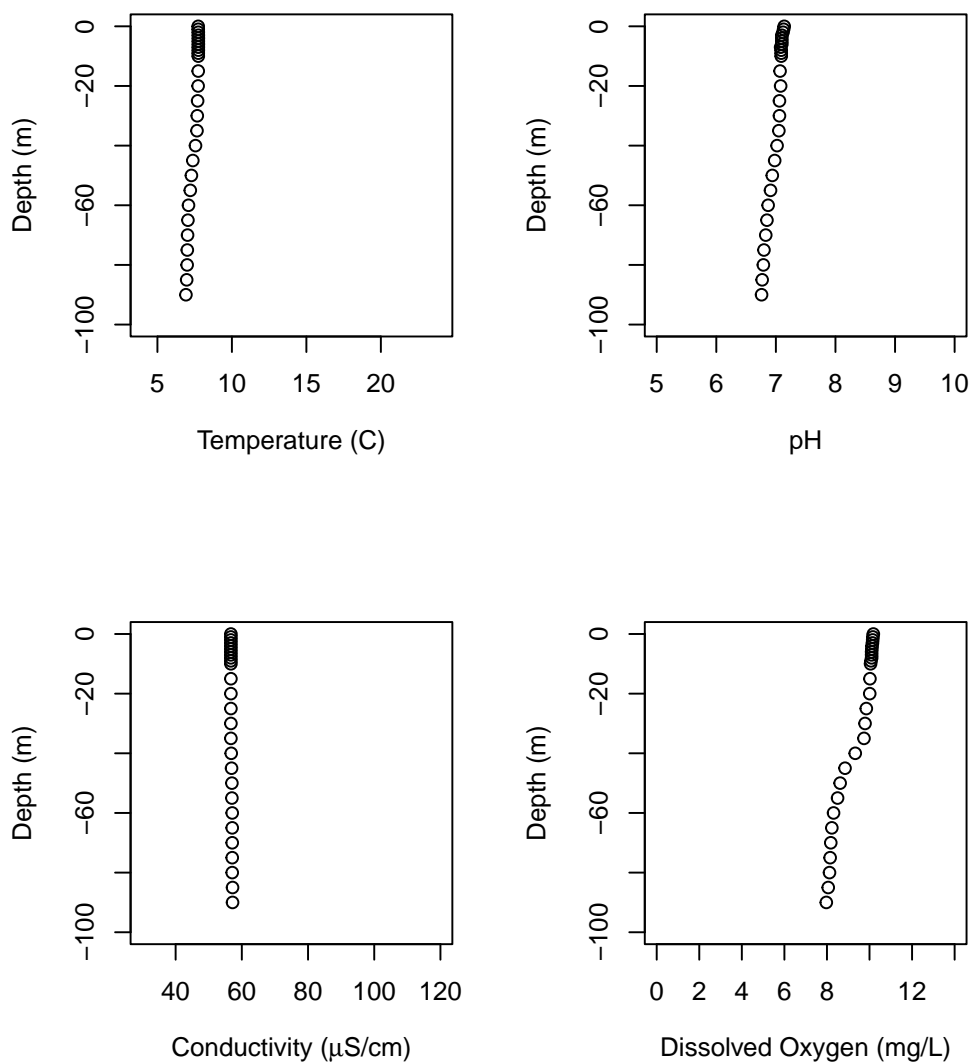 0
−20
−60
−100
Depth (m)
5 10 15 20
Temperature (C)
0
−20
−60
−100
Depth (m)
5 6 7 8 9 10
pH
0
−20
−60
−100
Depth (m)
40 60 80 100 120
Conductivity (μS/cm)
0
−20
−60
−100
Depth (m)
0 2 4 6 8 12
Dissolved Oxygen (mg/L)